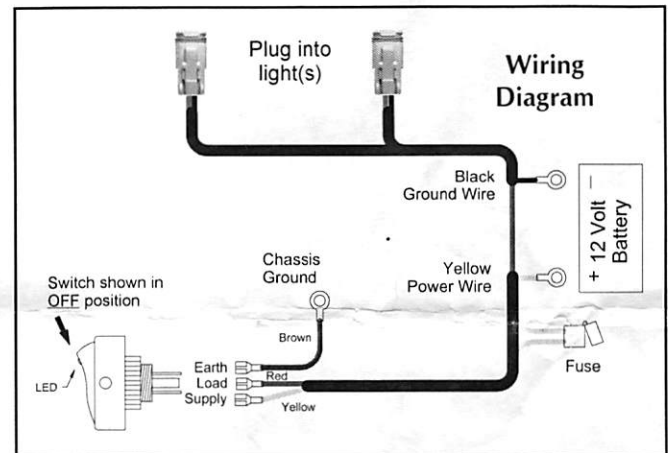 Plug into
light(s)
Wiring
Diagram
Black
Ground Wire
12 Volt
Battery
+ −
Yellow
Power Wire
Chassis
Ground
Switch shown in
OFF position
Brown
Fuse
LED
Earth
Red
Load
Supply
Yellow